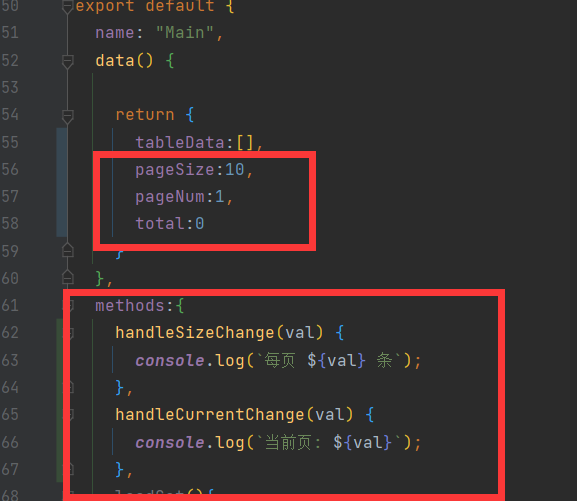 50 export default {
51 name: "Main",
52 data() {
53
54 return {
55 tableData:[],
56 pageSize:10,
57 pageNum:1,
58 total:0
59 }
60 },
61 methods:{
62 handleSizeChange(val) {
63 console.log(`每页 ${val} 条`);
64 },
65 handleCurrentChange(val) {
66 console.log(`当前页: ${val}`);
67 },
68 loadGet(){